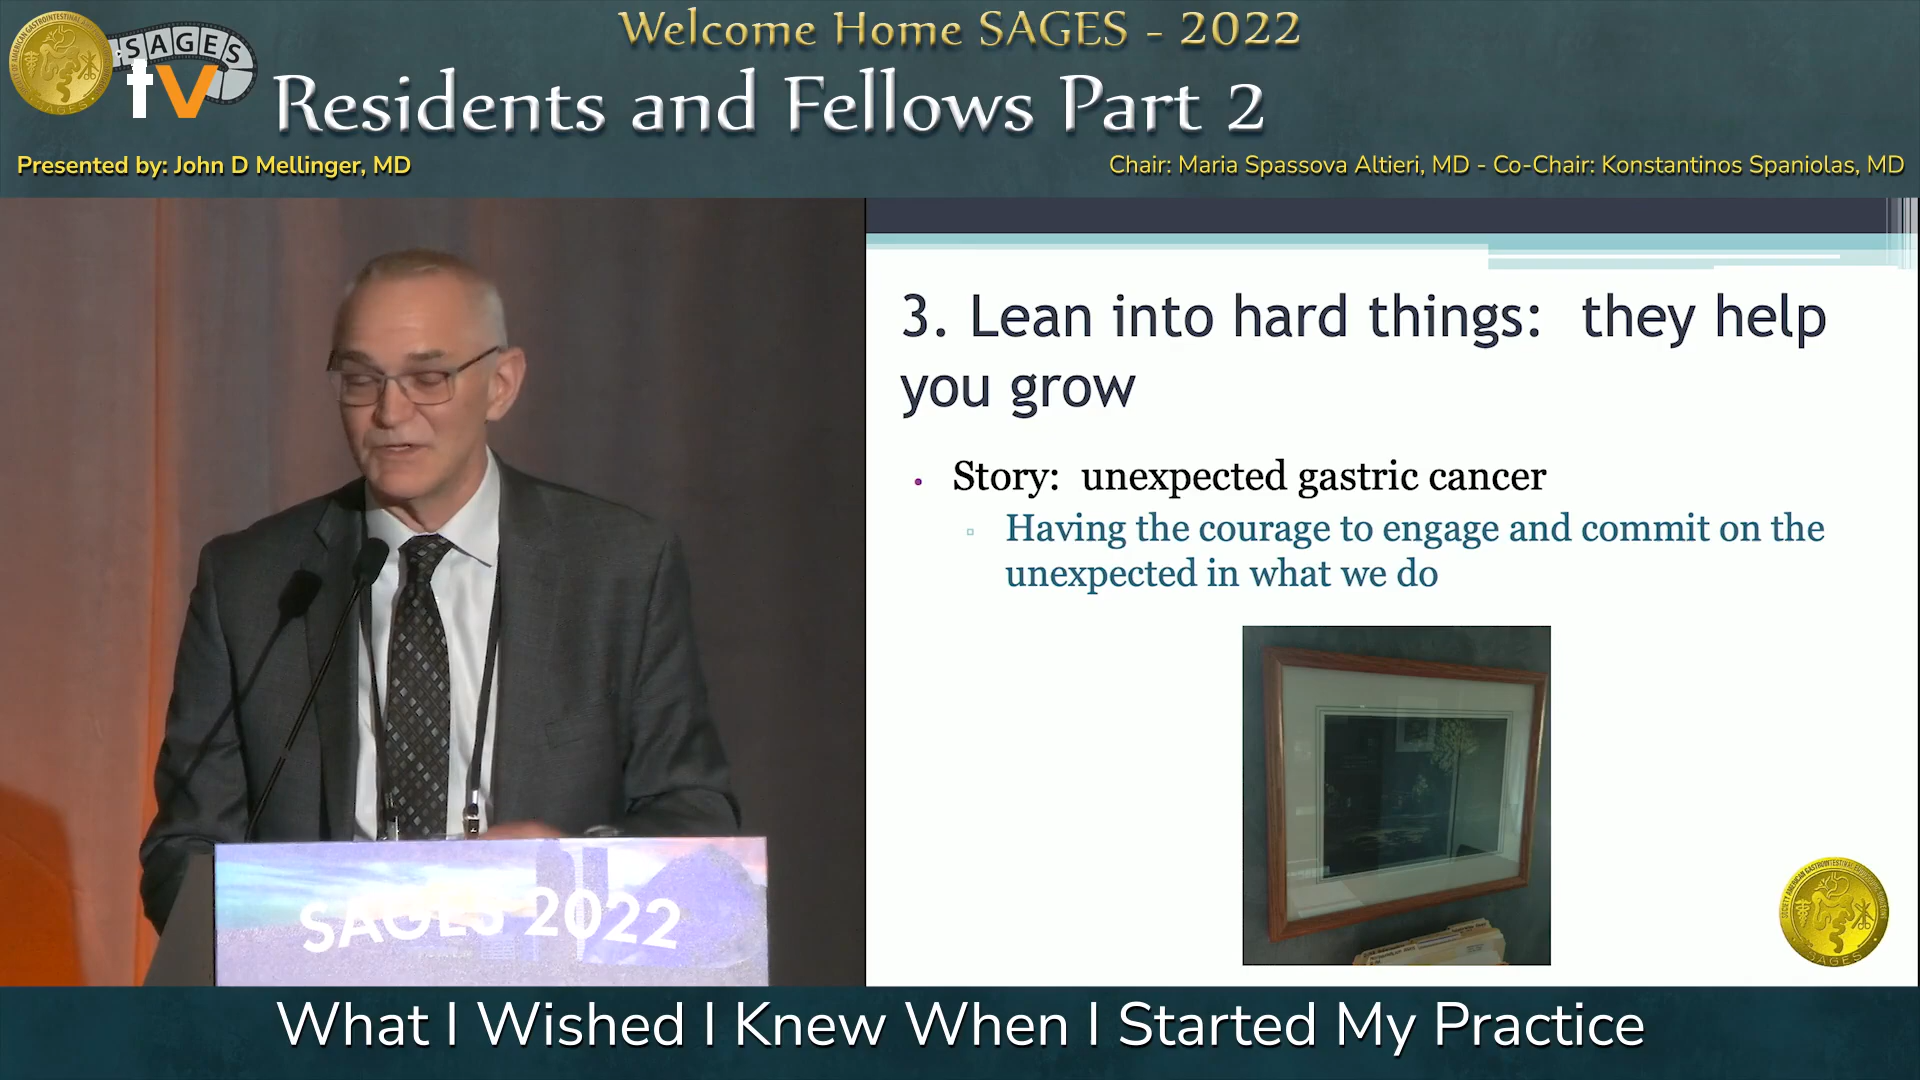 Welcome Home SAGES - 2022
SAGES
tv
Residents and Fellows Part 2
Presented by: John D Mellinger, MD
Chair: Maria Spassova Altieri, MD - Co-Chair: Konstantinos Spaniolas, MD
3. Lean into hard things: they help
you grow
• Story: unexpected gastric cancer
▫ Having the courage to engage and commit on the
unexpected in what we do
SAGES 2022
SAGES
What I Wished I Knew When I Started My Practice